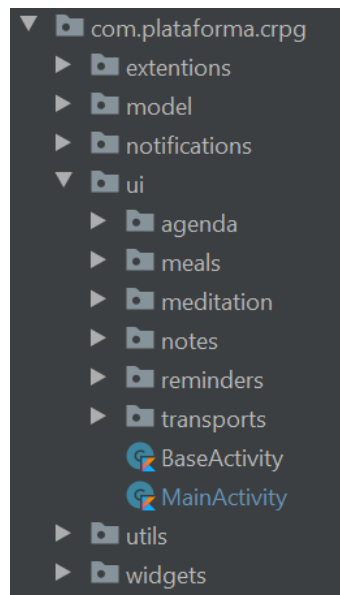 com.plataforma.crpg
extentions
model
notifications
ui
agenda
meals
meditation
notes
reminders
transports
BaseActivity
MainActivity
utils
widgets